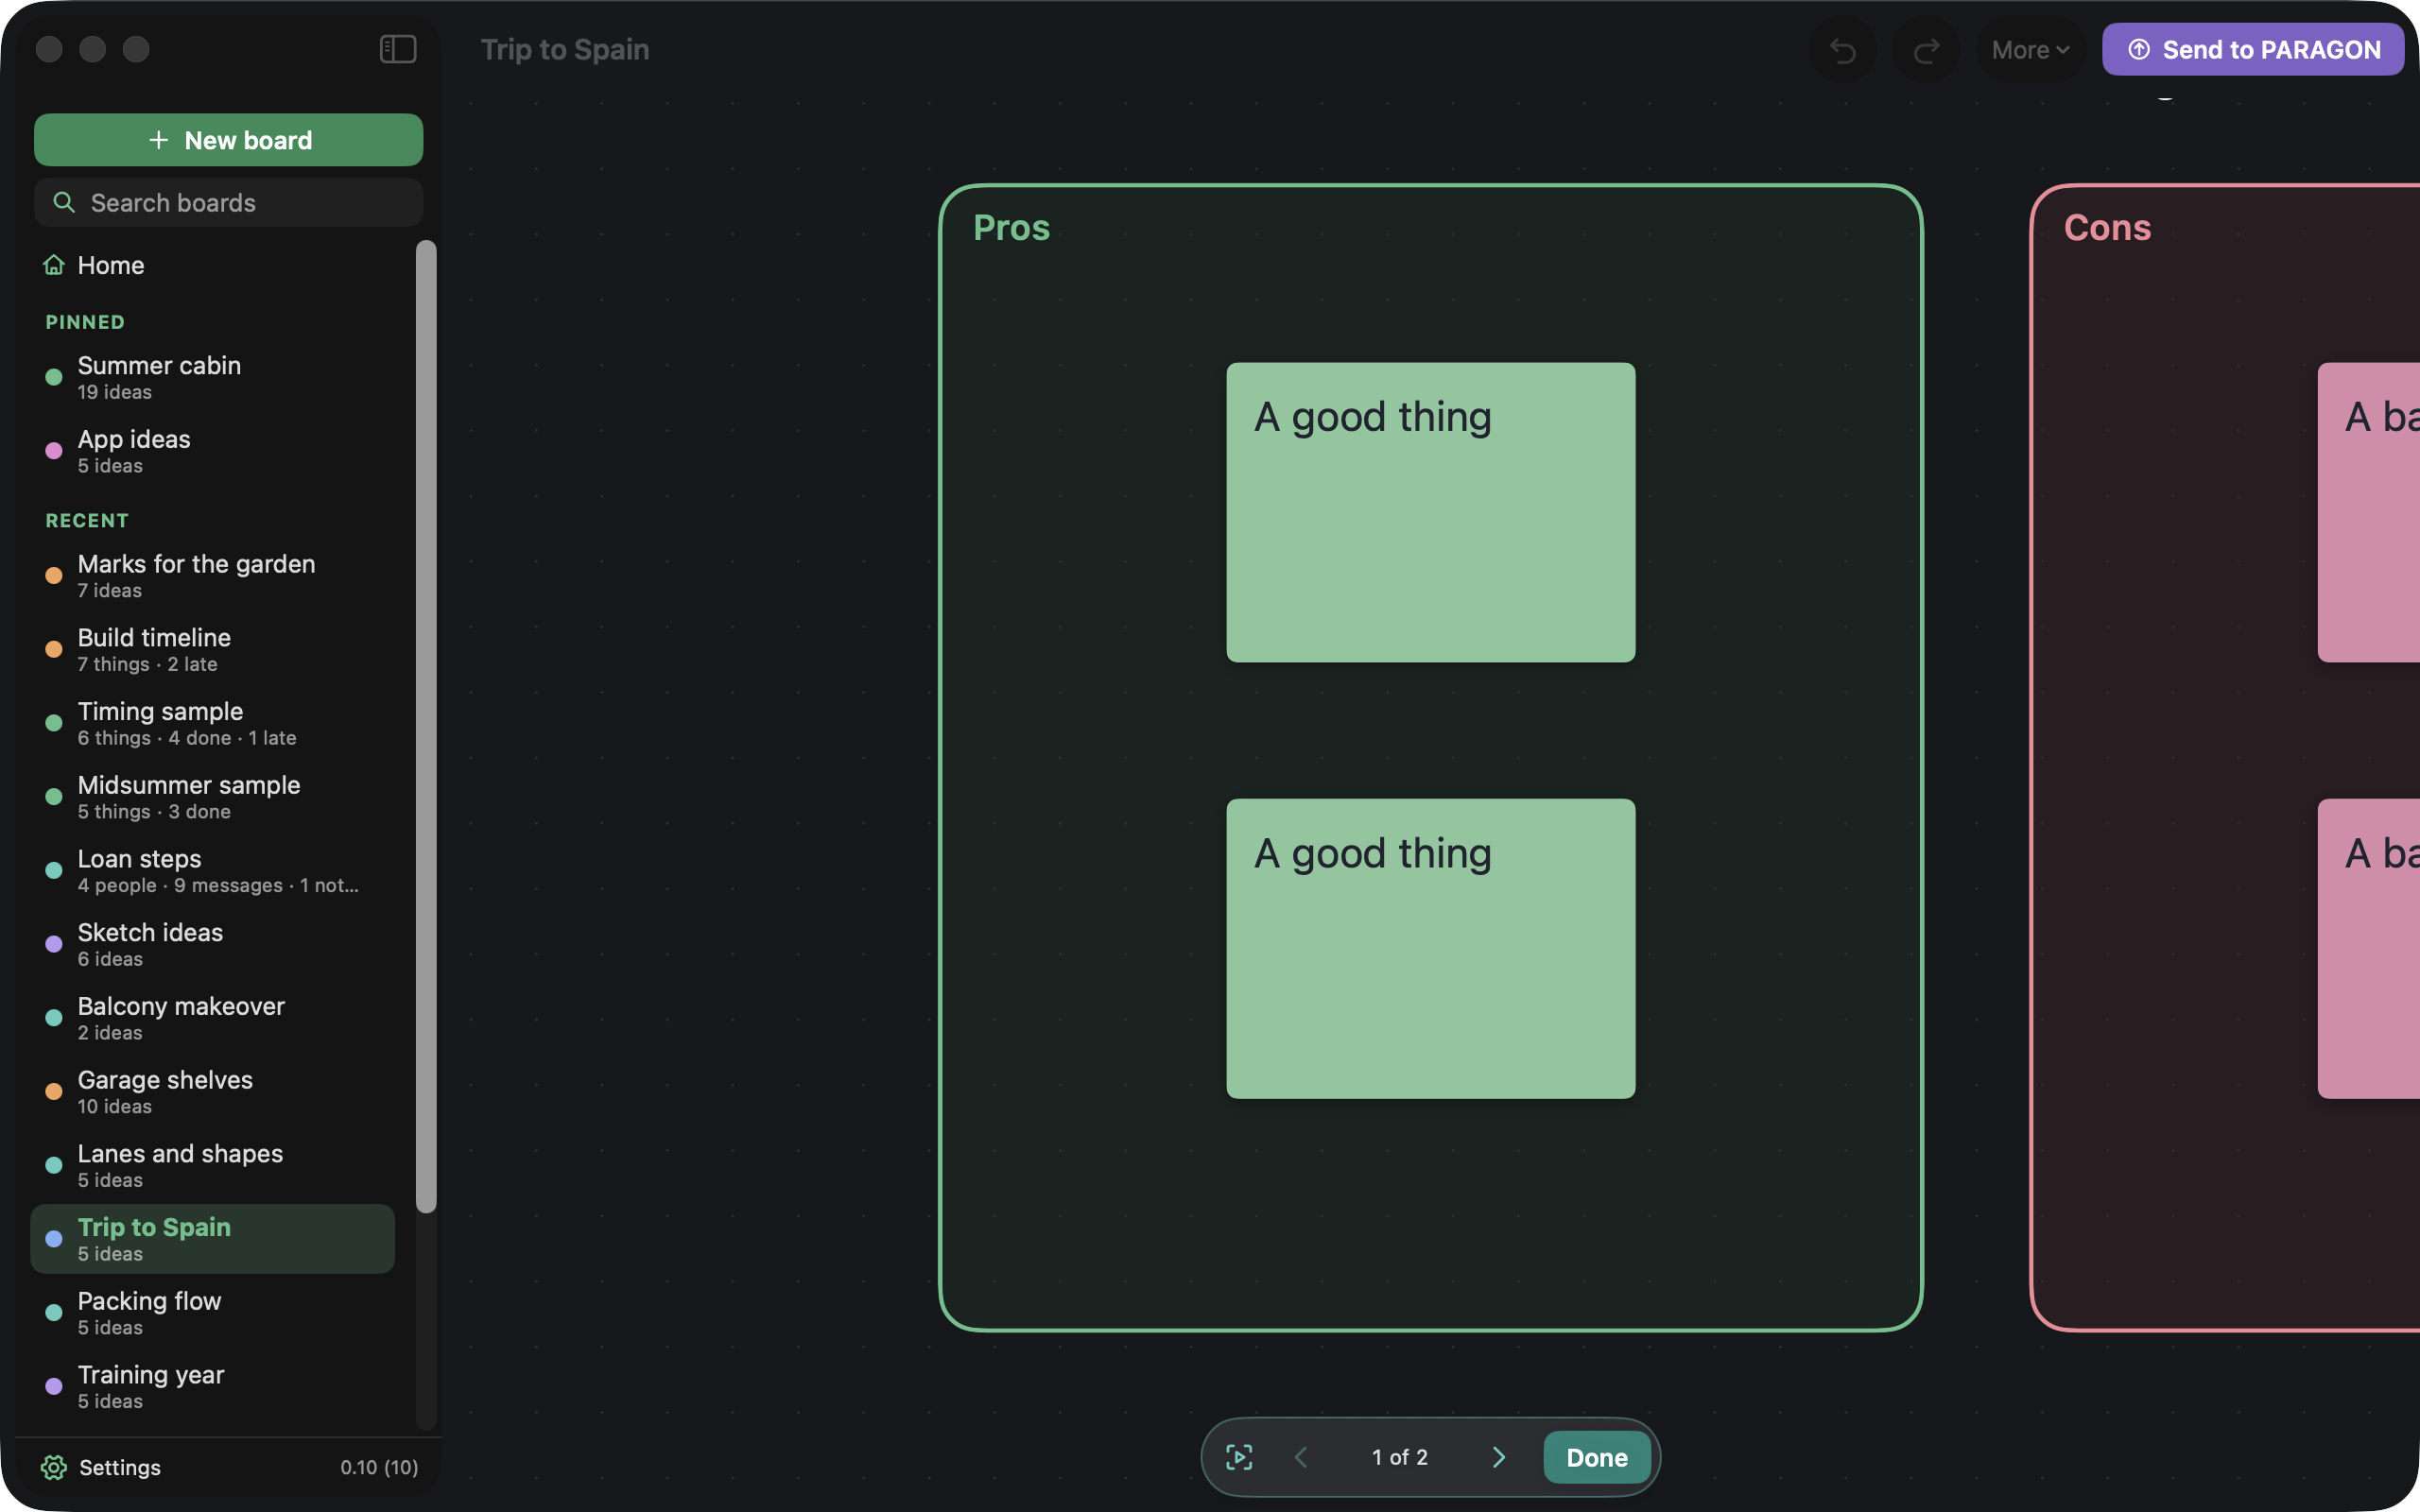 Trip to Spain
More
Send to PARAGON
New board
Search boards
Home
PINNED
Summer cabin
19 ideas
App ideas
5 ideas
RECENT
Marks for the garden
7 ideas
Build timeline
7 things · 2 late
Timing sample
6 things · 4 done · 1 late
Midsummer sample
5 things · 3 done
Loan steps
4 people · 9 messages · 1 not...
Sketch ideas
6 ideas
Balcony makeover
2 ideas
Garage shelves
10 ideas
Lanes and shapes
5 ideas
Trip to Spain
5 ideas
Packing flow
5 ideas
Training year
5 ideas
Settings
0.10 (10)
Pros
A good thing
A good thing
Cons
A ba
A ba
1 of 2
Done